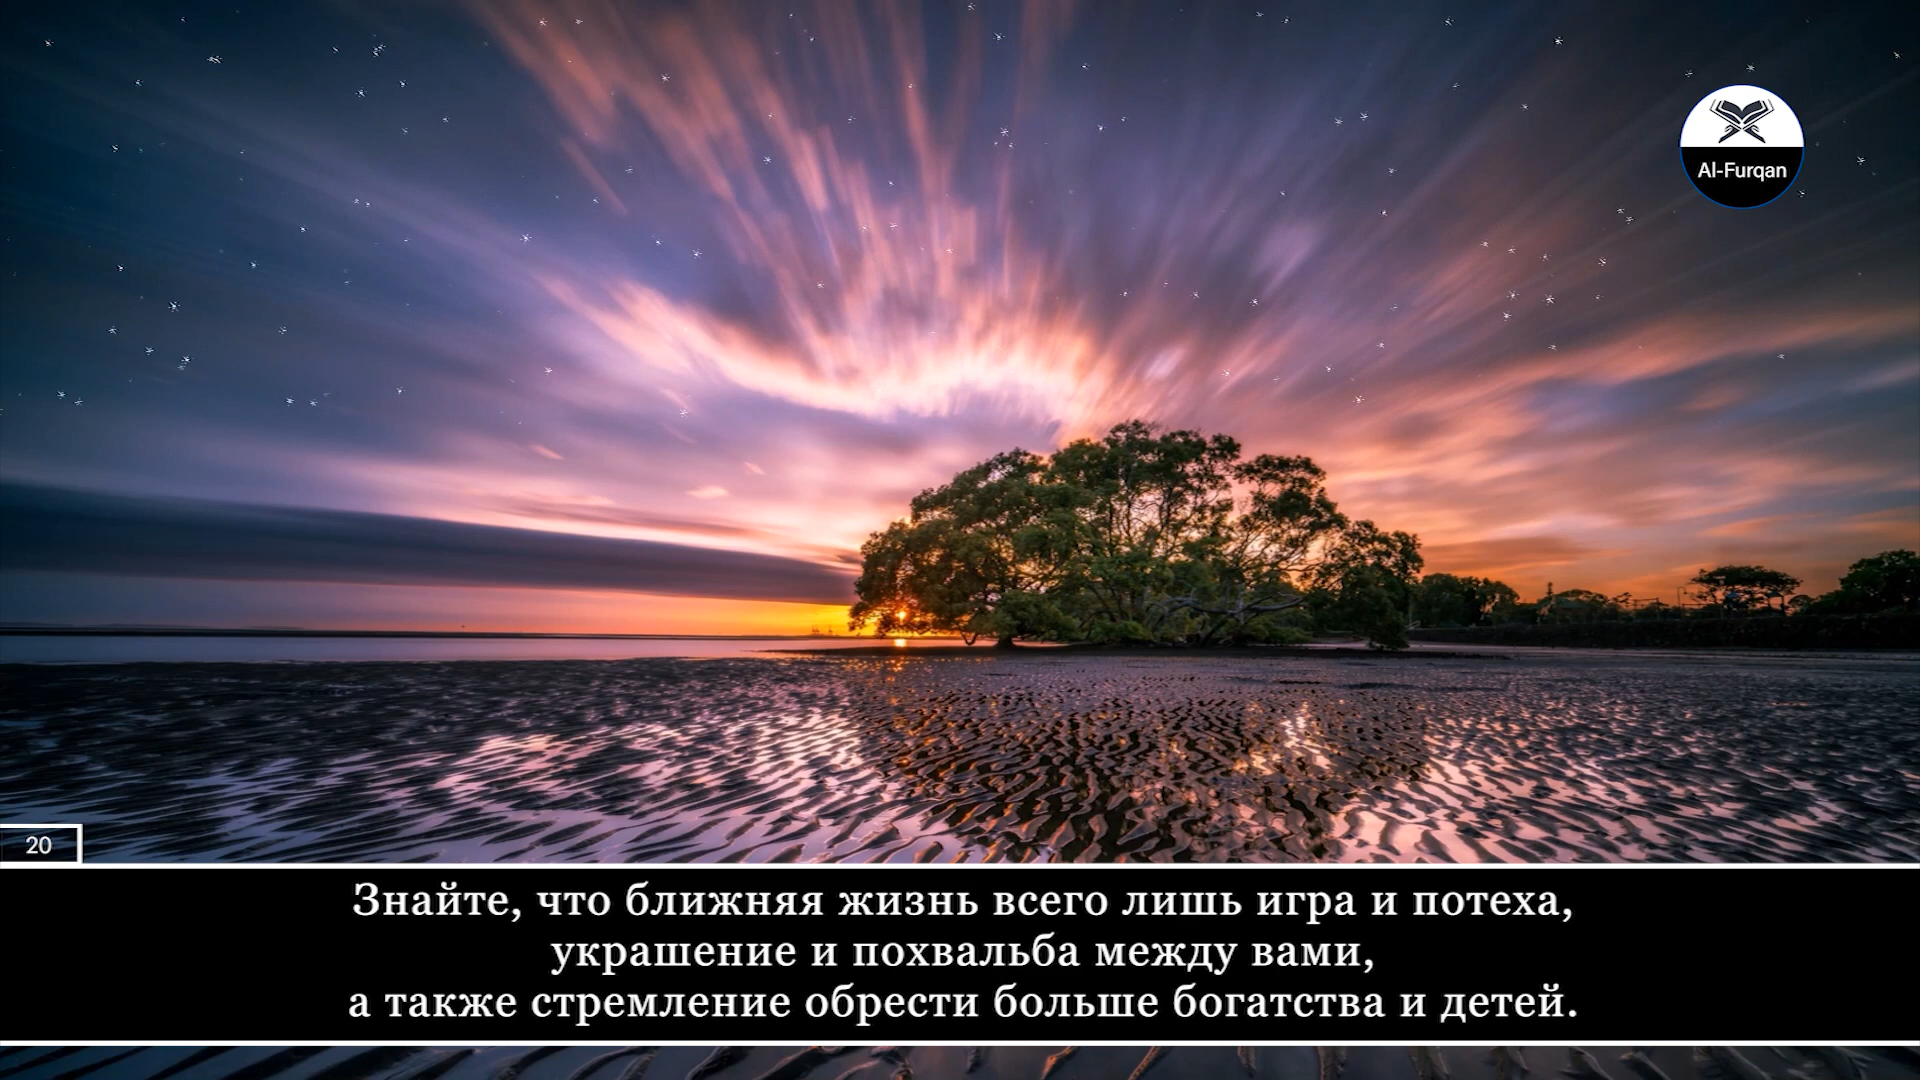 Al-Furqan
20
Знайте, что ближняя жизнь всего лишь игра и потеха,
украшение и похвальба между вами,
а также стремление обрести больше богатства и детей.